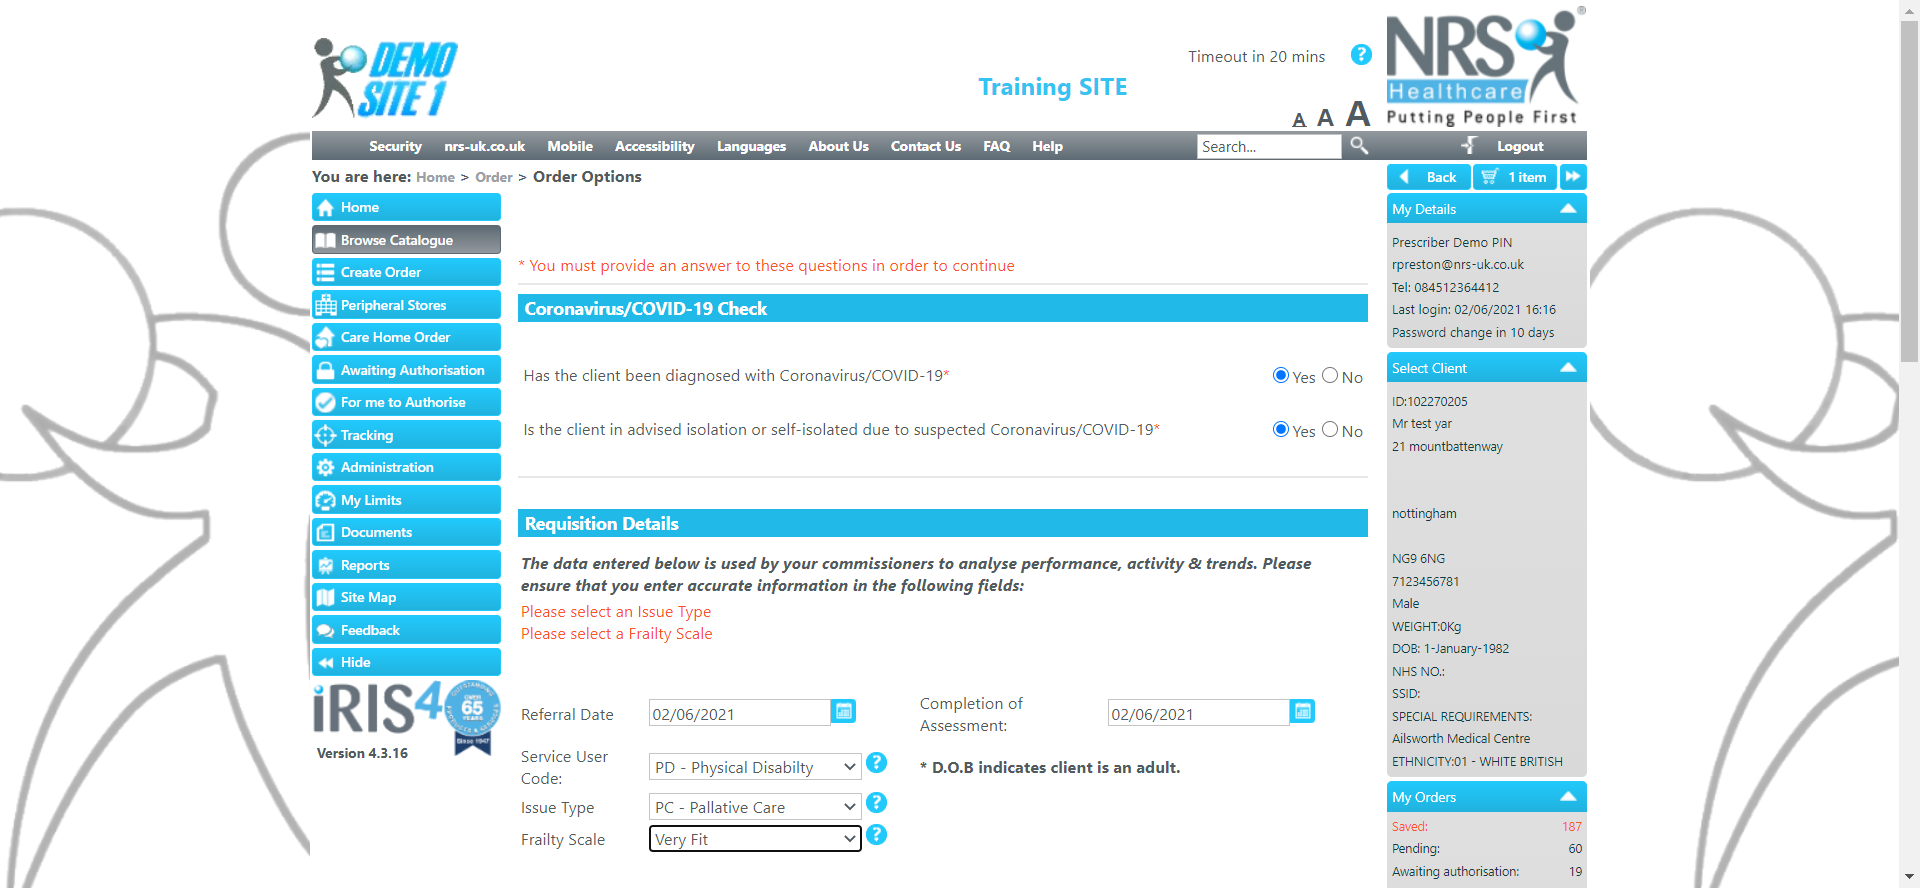 DEMO
SITE 1
Training SITE
Timeout in 20 mins
?
A A A
NRS
Healthcare
Putting People First
Security nrs-uk.co.uk Mobile Accessibility Languages About Us Contact Us FAQ Help
Search...
Logout
You are here: Home > Order > Order Options
Back
1 item
Home
Browse Catalogue
Create Order
Peripheral Stores
Care Home Order
Awaiting Authorisation
For me to Authorise
Tracking
Administration
My Limits
Documents
Reports
Site Map
Feedback
Hide
iRIS4
OVER
65
YEARS
Since 1947
Version 4.3.16
* You must provide an answer to these questions in order to continue
Coronavirus/COVID-19 Check
Has the client been diagnosed with Coronavirus/COVID-19* Yes No
Is the client in advised isolation or self-isolated due to suspected Coronavirus/COVID-19* Yes No
Requisition Details
The data entered below is used by your commissioners to analyse performance, activity & trends. Please
ensure that you enter accurate information in the following fields:
Please select an Issue Type
Please select a Frailty Scale
Referral Date 02/06/2021
Completion of
Assessment: 02/06/2021
Service User
Code: PD - Physical Disabilty ?
* D.O.B indicates client is an adult.
Issue Type PC - Pallative Care ?
Frailty Scale Very Fit ?
My Details
Prescriber Demo PIN
rpreston@nrs-uk.co.uk
Tel: 084512364412
Last login: 02/06/2021 16:16
Password change in 10 days
Select Client
ID:102270205
Mr test yar
21 mountbattenway
nottingham
NG9 6NG
7123456781
Male
WEIGHT:0Kg
DOB: 1-January-1982
NHS NO.:
SSID:
SPECIAL REQUIREMENTS:
Ailsworth Medical Centre
ETHNICITY:01 - WHITE BRITISH
My Orders
Saved: 187
Pending: 60
Awaiting authorisation: 19